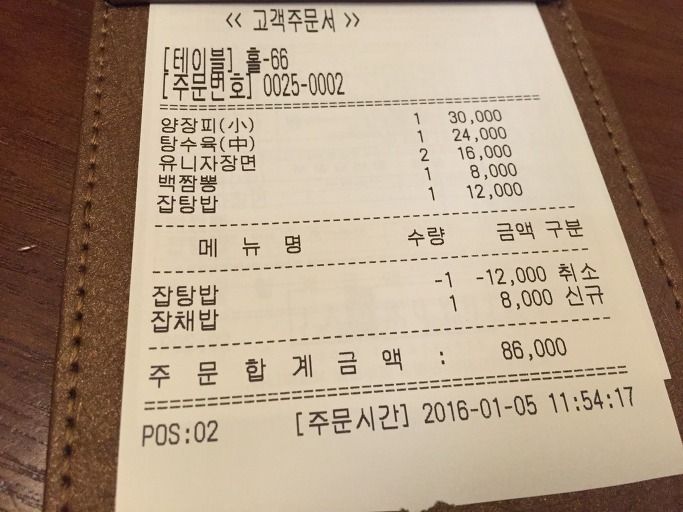 << 고객주문서 >>
[테이블] 홀-66
[주문번호] 0025-0002
==================================================
양장피(小) 1 30,000
탕수육(中) 1 24,000
유니자장면 2 16,000
백짬뽕 1 8,000
잡탕밥 1 12,000
--------------------------------------------------
메 뉴 명 수량 금액 구분
--------------------------------------------------
잡탕밥 -1 -12,000 취소
잡채밥 1 8,000 신규
--------------------------------------------------
주 문 합 계 금 액 : 86,000
==================================================
POS:02 [주문시간] 2016-01-05 11:54:17